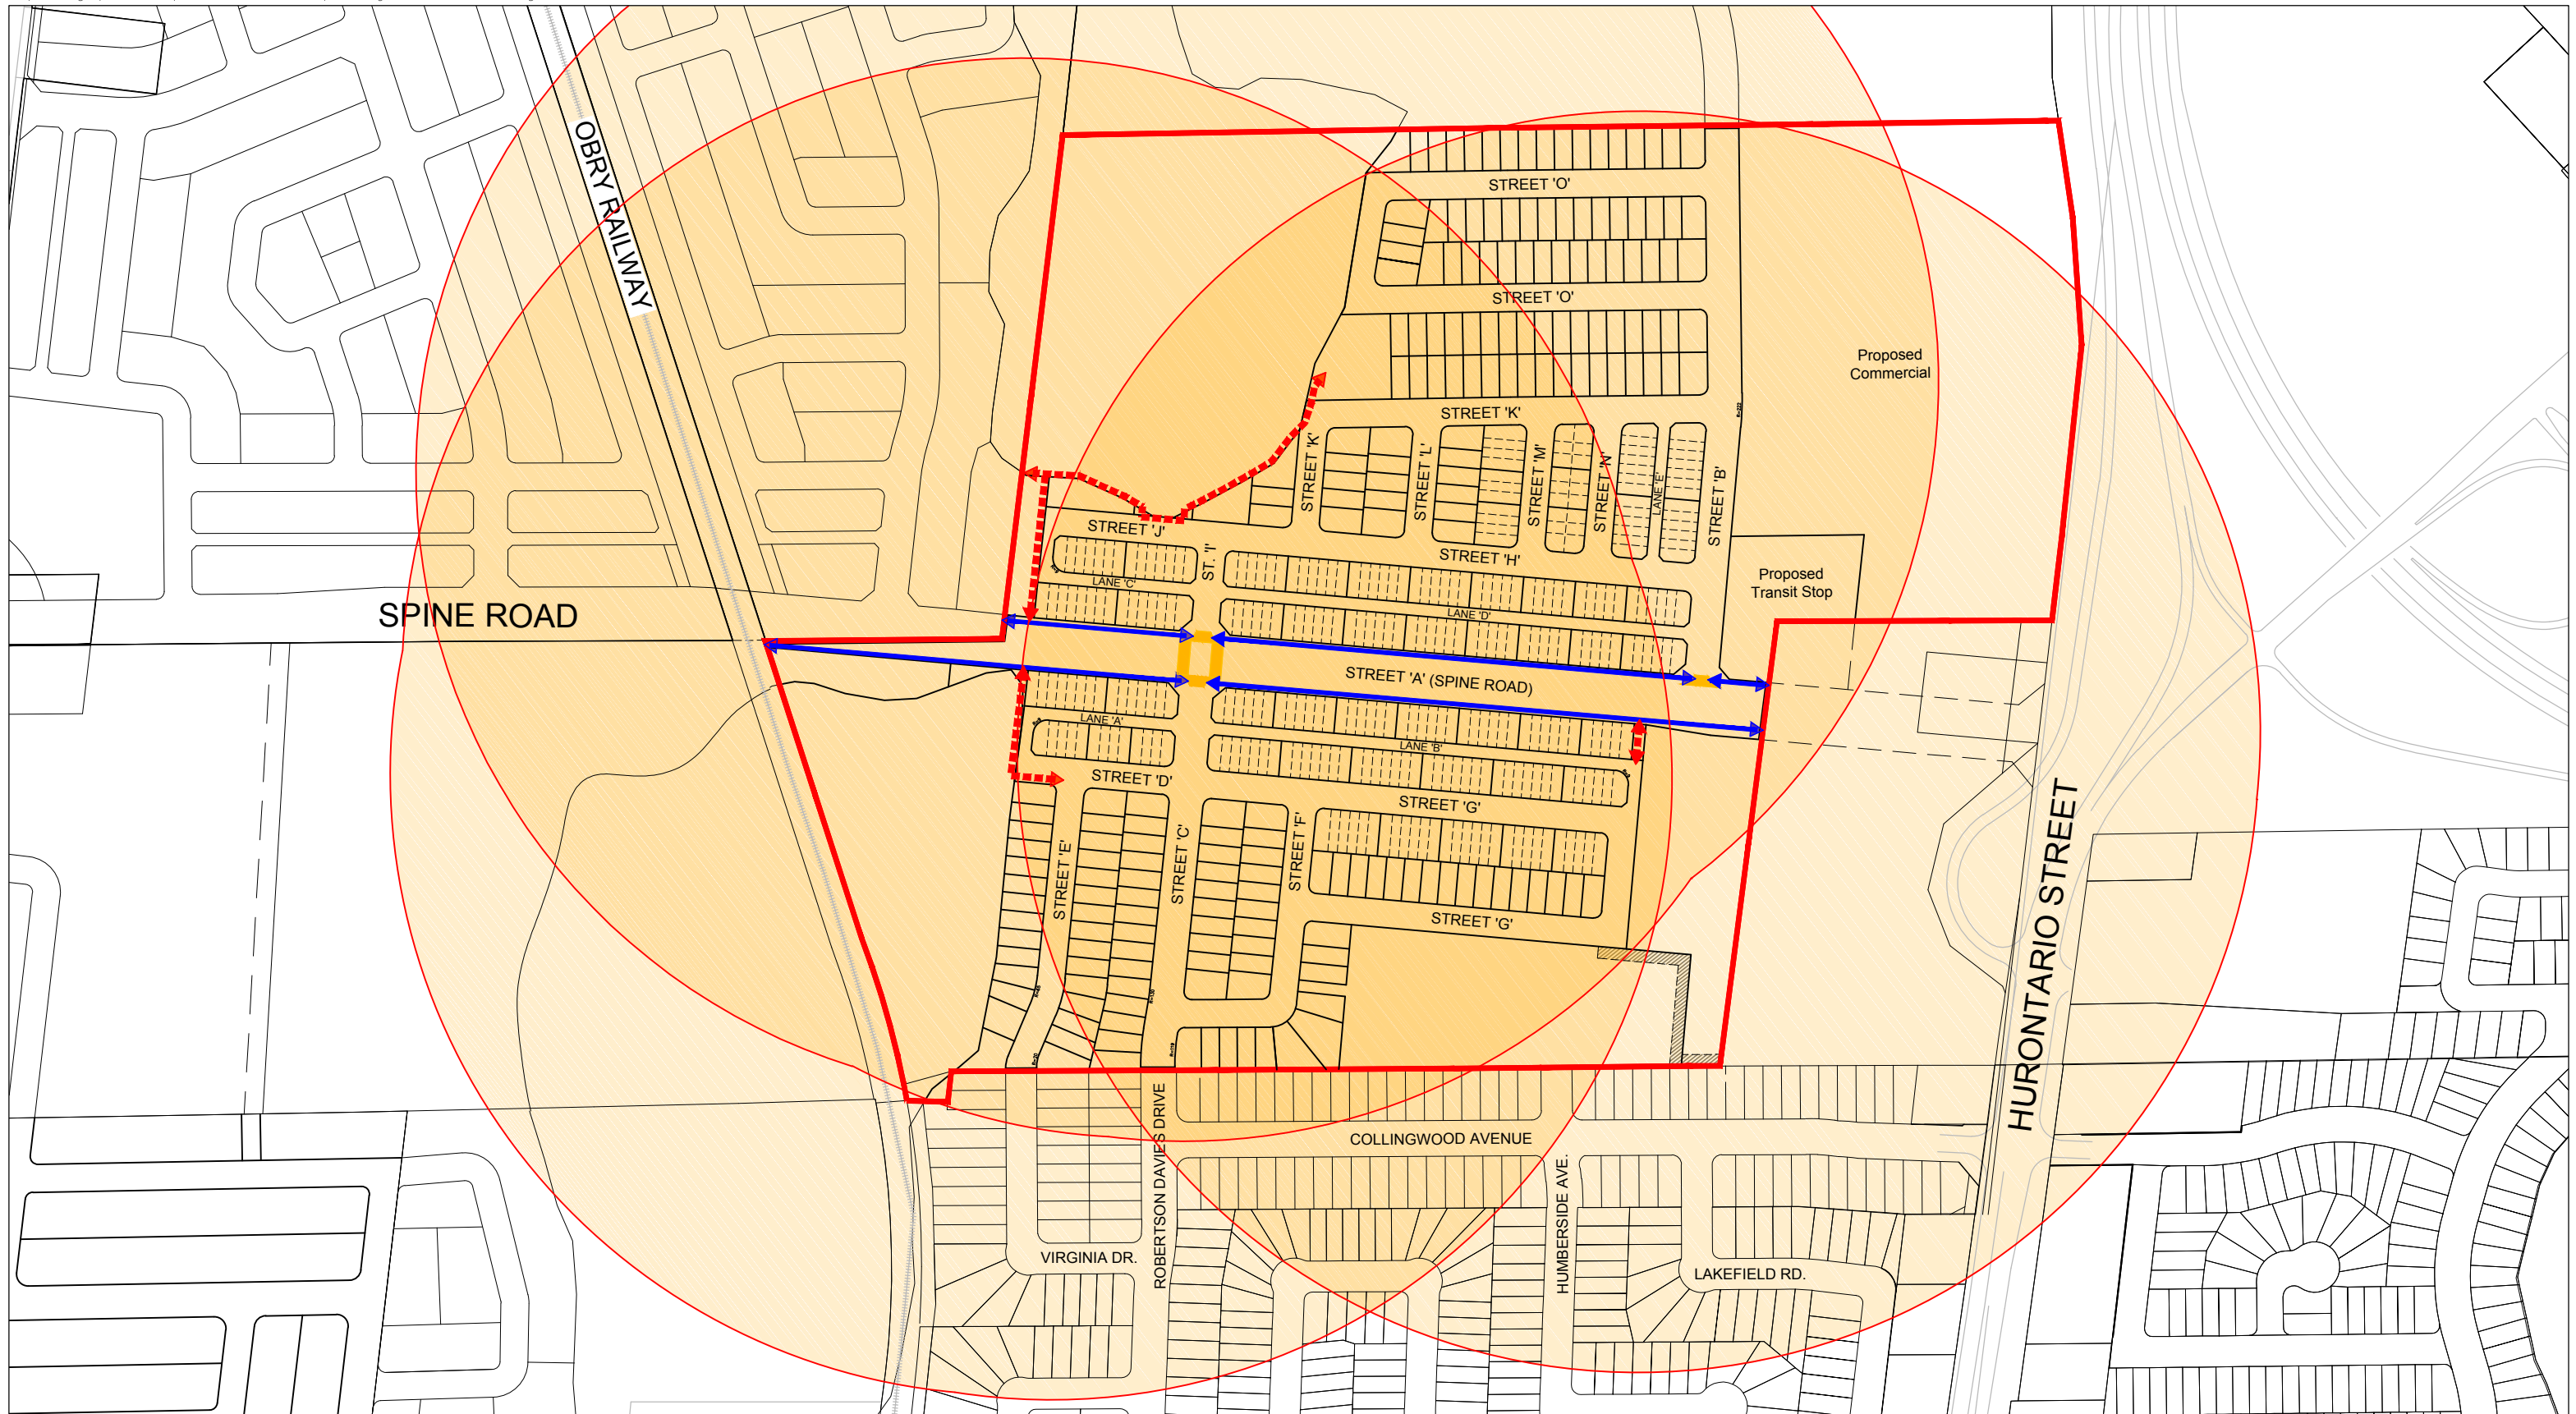 OBRY RAILWAY
STREET 'O'
STREET 'O'
Proposed
Commercial
STREET 'K'
STREET 'K'
STREET 'L'
STREET 'M'
STREET 'N'
LANE 'E'
STREET 'B'
STREET 'J'
ST. 'I'
STREET 'H'
Proposed
Transit Stop
LANE 'C'
SPINE ROAD
LANE 'D'
STREET 'A' (SPINE ROAD)
LANE 'A'
LANE 'B'
STREET 'D'
STREET 'G'
STREET 'E'
STREET 'C'
STREET 'F'
STREET 'G'
HURONTARIO STREET
COLLINGWOOD AVENUE
ROBERTSON DAVIES DRIVE
HUMBERSIDE AVE.
VIRGINIA DR.
LAKEFIELD RD.